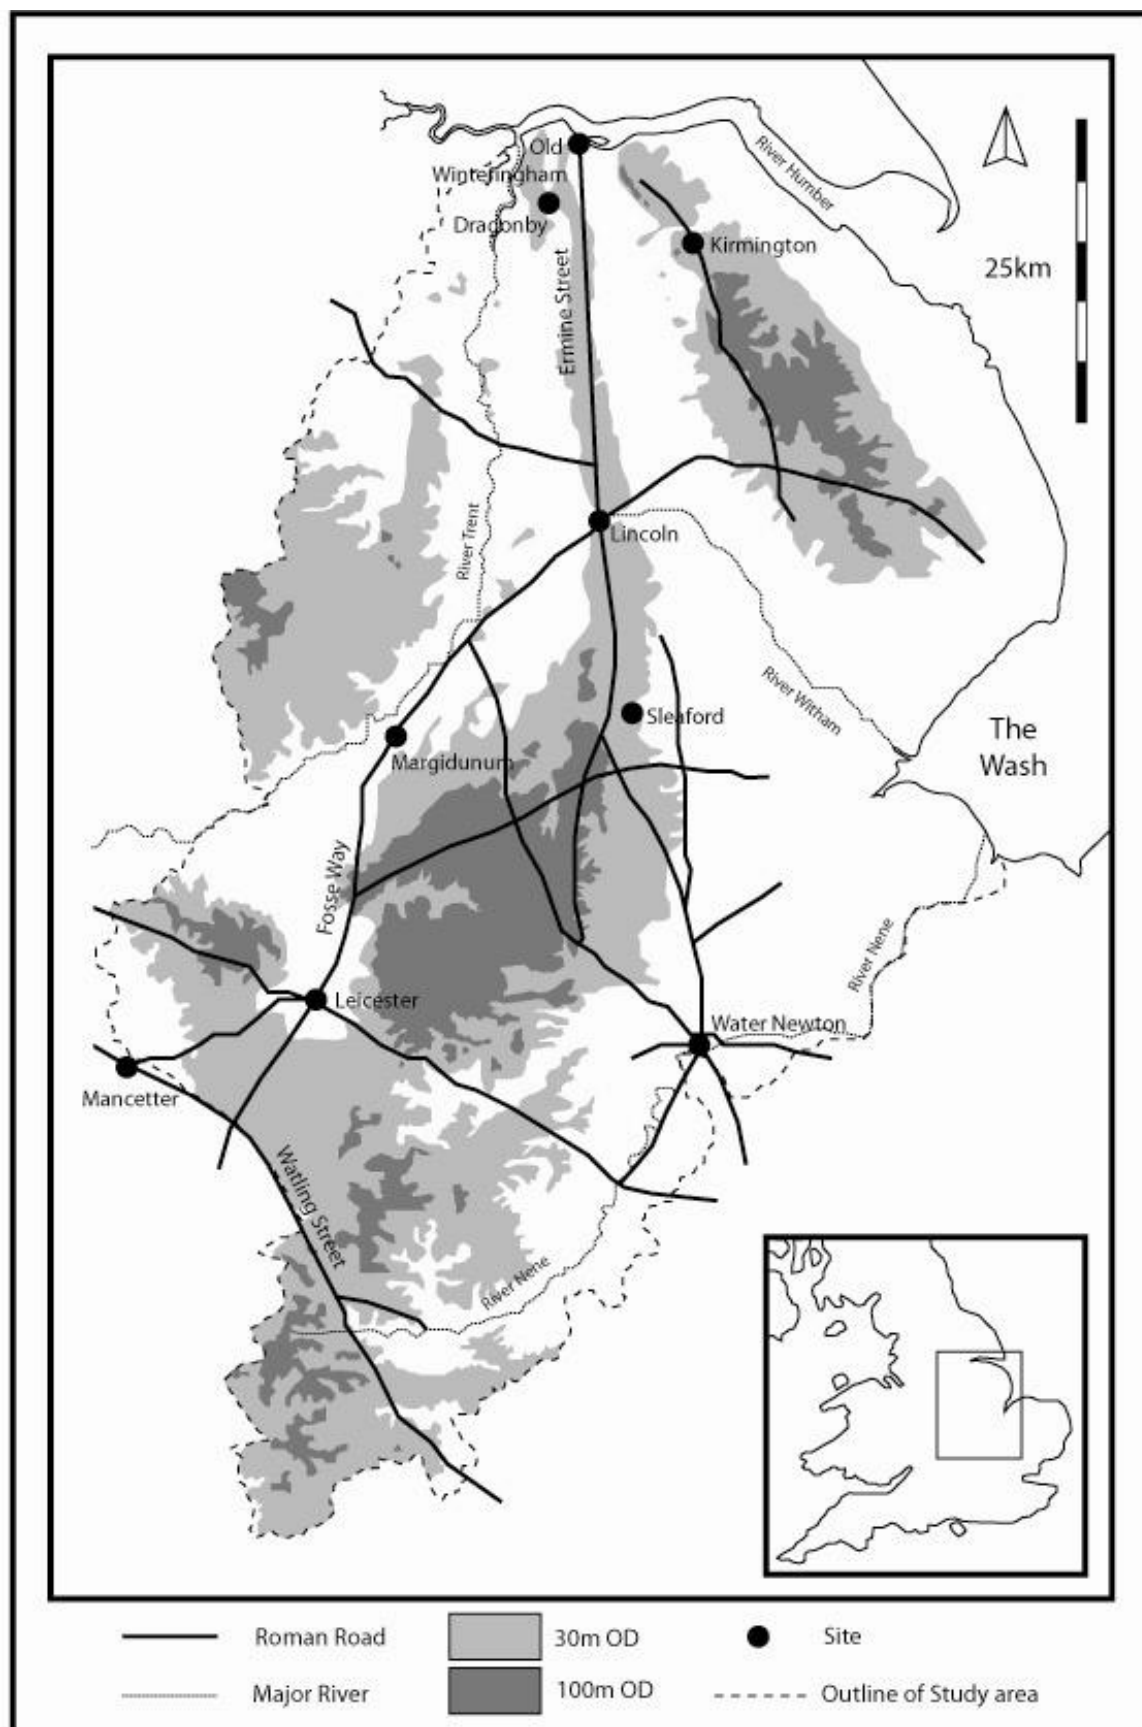 Old
Winteringham
Dragonby
River Humber
Kirmington
25km
Ermine Street
River Trent
Lincoln
River Witham
Sleaford
The
Wash
Margidunum
Fosse Way
River Nene
Leicester
Water Newton
Mancetter
Watling Street
River Nene
Roman Road
30m OD
Site
Major River
100m OD
Outline of Study area